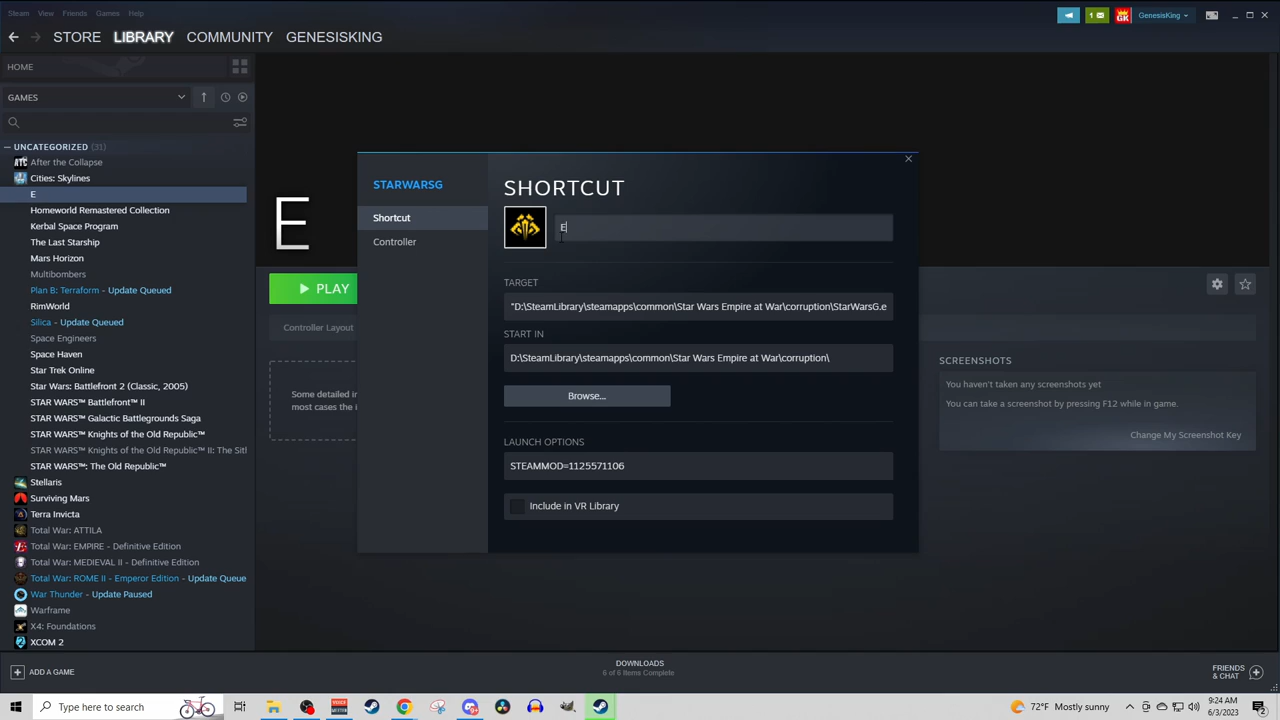 Steam View Friends Games Help
1 GK GenesisKing
STORE LIBRARY COMMUNITY GENESISKING
HOME
GAMES
UNCATEGORIZED (31)
ATC After the Collapse
Cities: Skylines
E
Homeworld Remastered Collection
Kerbal Space Program
The Last Starship
Mars Horizon
Multibombers
Plan B: Terraform - Update Queued
RimWorld
Silica - Update Queued
Space Engineers
Space Haven
Star Trek Online
Star Wars: Battlefront 2 (Classic, 2005)
STAR WARS™ Battlefront™ II
STAR WARS™ Galactic Battlegrounds Saga
STAR WARS™ Knights of the Old Republic™
STAR WARS™ Knights of the Old Republic™ II: The Sitl
STAR WARS™: The Old Republic™
Stellaris
Surviving Mars
Terra Invicta
Total War: ATTILA
Total War: EMPIRE - Definitive Edition
Total War: MEDIEVAL II - Definitive Edition
Total War: ROME II - Emperor Edition - Update Queue
War Thunder - Update Paused
Warframe
X4: Foundations
XCOM 2
E
PLAY
Controller Layout
Some detailed in
most cases the i
STARWARSG
Shortcut
Controller
SHORTCUT
E
TARGET
"D:\SteamLibrary\steamapps\common\Star Wars Empire at War\corruption\StarWarsG.e
START IN
D:\SteamLibrary\steamapps\common\Star Wars Empire at War\corruption\
Browse...
LAUNCH OPTIONS
STEAMMOD=1125571106
Include in VR Library
SCREENSHOTS
You haven't taken any screenshots yet
You can take a screenshot by pressing F12 while in game.
Change My Screenshot Key
ADD A GAME
DOWNLOADS
6 of 6 Items Complete
FRIENDS
& CHAT
Type here to search
72°F Mostly sunny
9:24 AM
6/3/2023